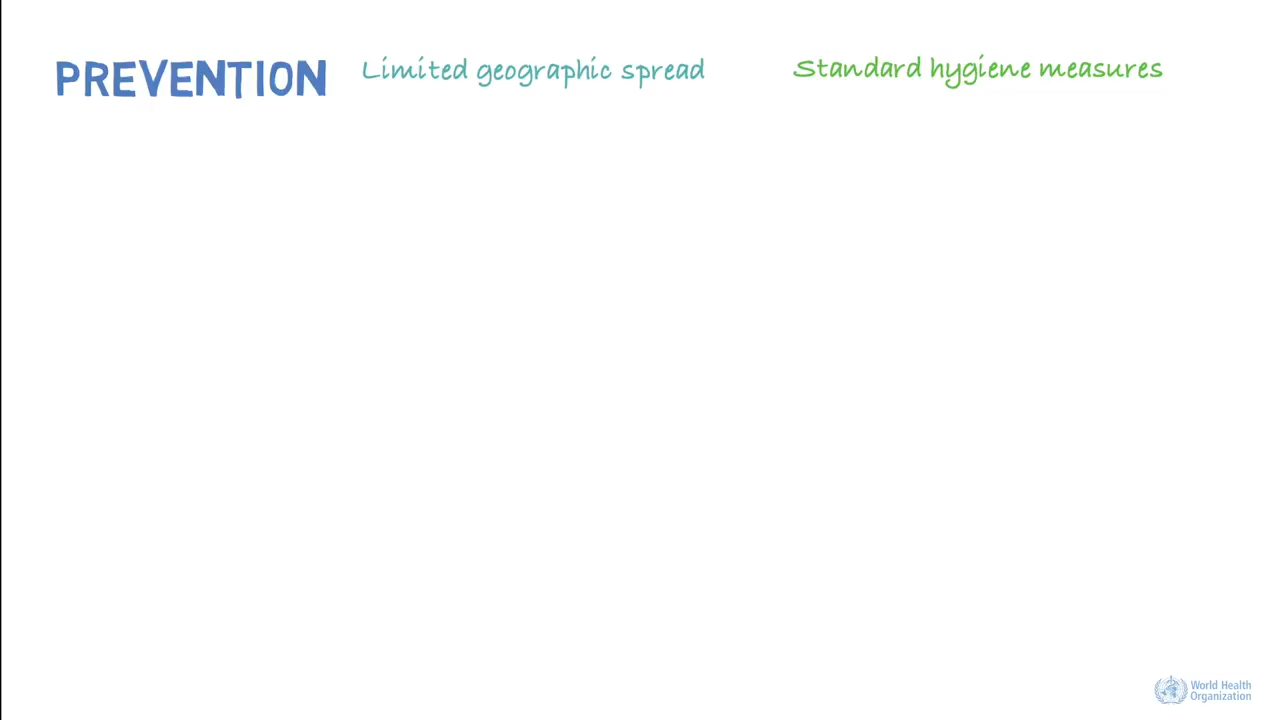 PREVENTION Limited geographic spread Standard hygiene measures
World Health
Organization